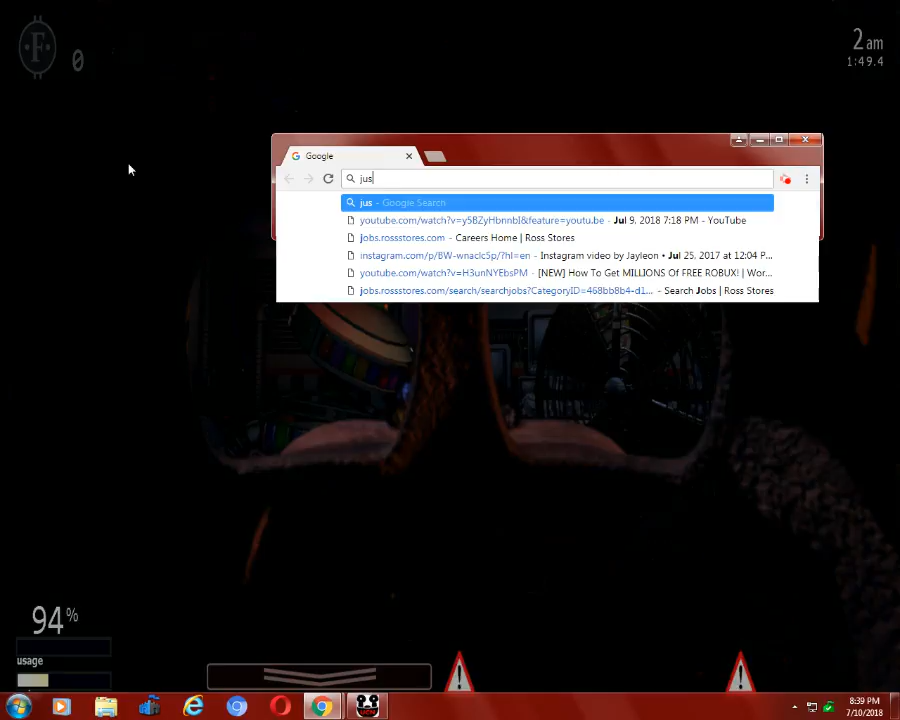 F
0
2 am
1:49.4
Google
jus
jus - Google Search
youtube.com/watch?v=y5BZyHbnnbI&feature=youtu.be - Jul 9, 2018 7:18 PM - YouTube
jobs.rossstores.com - Careers Home | Ross Stores
instagram.com/p/BW-wnaclc5p/?hl=en - Instagram video by Jayleon • Jul 25, 2017 at 12:04 P...
youtube.com/watch?v=H3unNYEbsPM - [NEW] How To Get MILLIONS Of FREE ROBUX! | Wor...
jobs.rossstores.com/search/searchjobs?CategoryID=468bb8b4-d1... - Search Jobs | Ross Stores
94%
usage
8:39 PM
7/10/2018